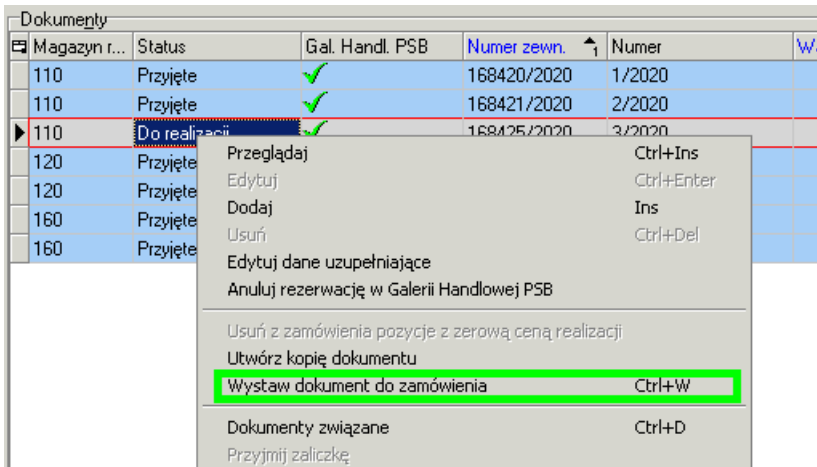 Dokumenty
Magazyn r... Status Gal. Handl. PSB Numer zewn. 1 Numer
110 Przyjęte 168420/2020 1/2020
110 Przyjęte 168421/2020 2/2020
110 Do realizacji 168425/2020 3/2020
120 Przyjęte
120 Przyjęte
160 Przyjęte
160 Przyjęte
Przeglądaj Ctrl+Ins
Edytuj Ctrl+Enter
Dodaj Ins
Usuń Ctrl+Del
Edytuj dane uzupełniające
Anuluj rezerwację w Galerii Handlowej PSB
Usuń z zamówienia pozycje z zerową ceną realizacji
Utwórz kopię dokumentu
Wystaw dokument do zamówienia Ctrl+W
Dokumenty związane Ctrl+D
Przyjmij zaliczkę